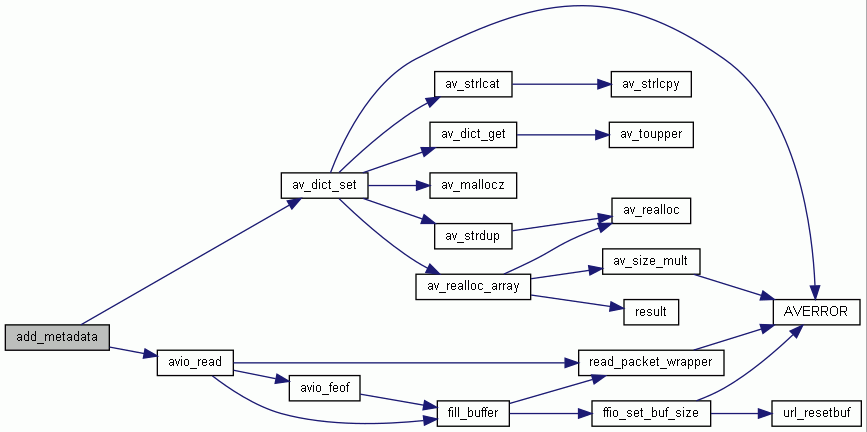 av_strlcat
av_strlcpy
av_dict_get
av_toupper
av_dict_set
av_mallocz
av_realloc
av_strdup
av_size_mult
av_realloc_array
result
AVERROR
add_metadata
avio_read
read_packet_wrapper
avio_feof
fill_buffer
ffio_set_buf_size
url_resetbuf